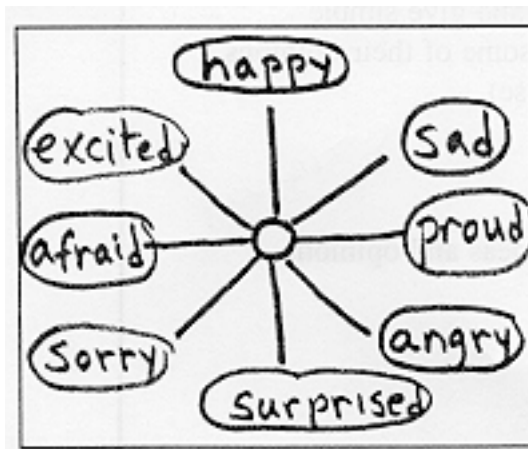 happy
excited
sad
afraid
proud
sorry
angry
surprised